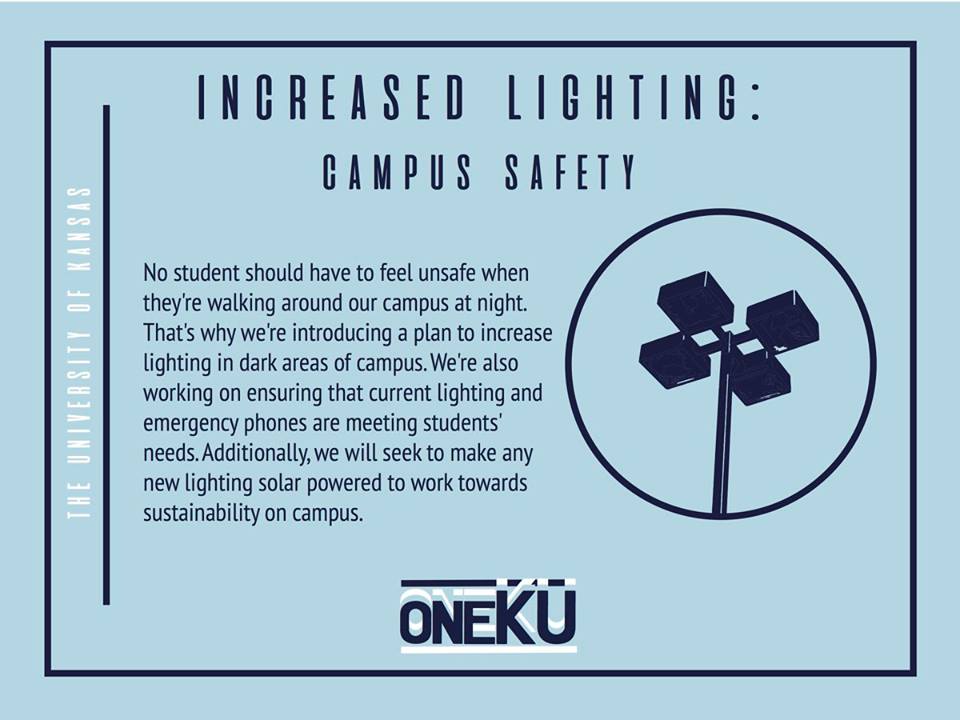 INCREASED LIGHTING:
CAMPUS SAFETY
THE UNIVERSITY OF KANSAS
No student should have to feel unsafe when
they're walking around our campus at night.
That's why we're introducing a plan to increase
lighting in dark areas of campus. We're also
working on ensuring that current lighting and
emergency phones are meeting students'
needs. Additionally, we will seek to make any
new lighting solar powered to work towards
sustainability on campus.
ONEKU